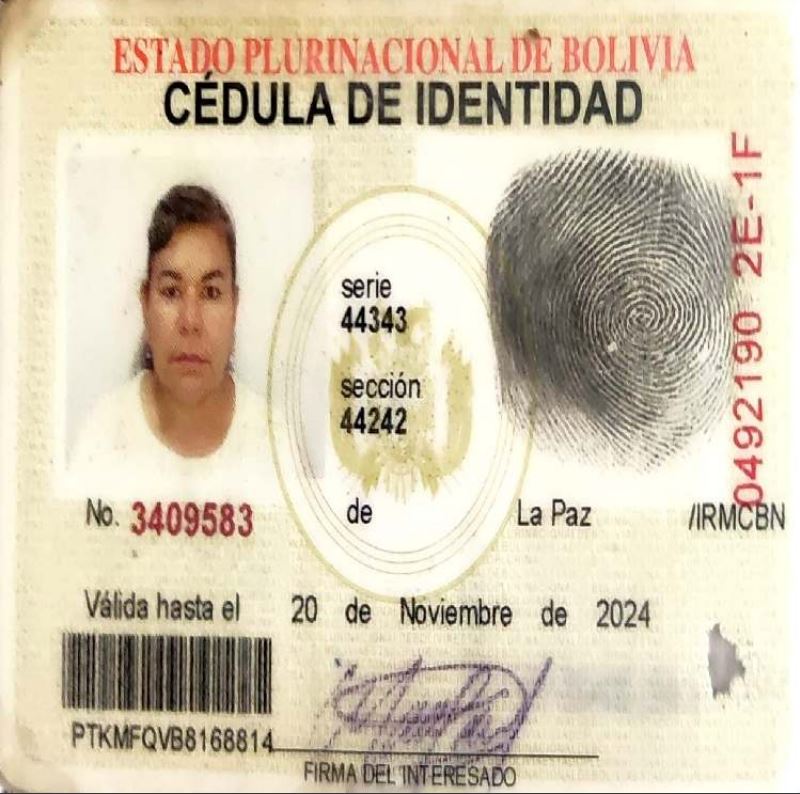 ESTADO PLURINACIONAL DE BOLIVIA
CÉDULA DE IDENTIDAD
serie
44343
sección
44242
0492190 2E-1F
No. 3409583 de La Paz /IRMCBN
Válida hasta el 20 de Noviembre de 2024
PTKMFQVB8168814
FIRMA DEL INTERESADO